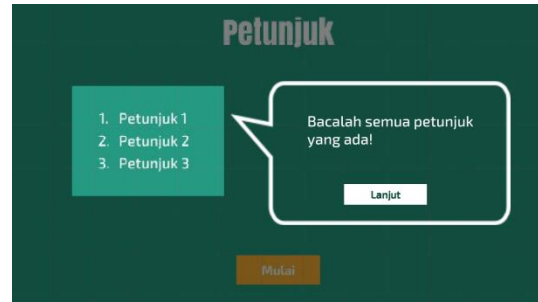 Petunjuk
1. Petunjuk 1
2. Petunjuk 2
3. Petunjuk 3
Bacalah semua petunjuk
yang ada!
Lanjut
Mulai